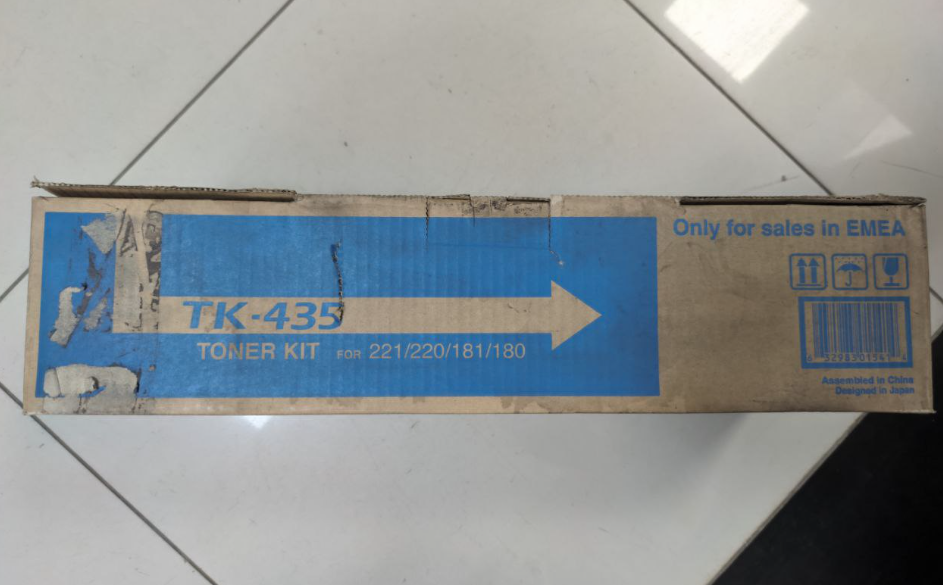 Only for sales in EMEA
TK-435
TONER KIT FOR 221/220/181/180
Assembled in China
Designed in Japan